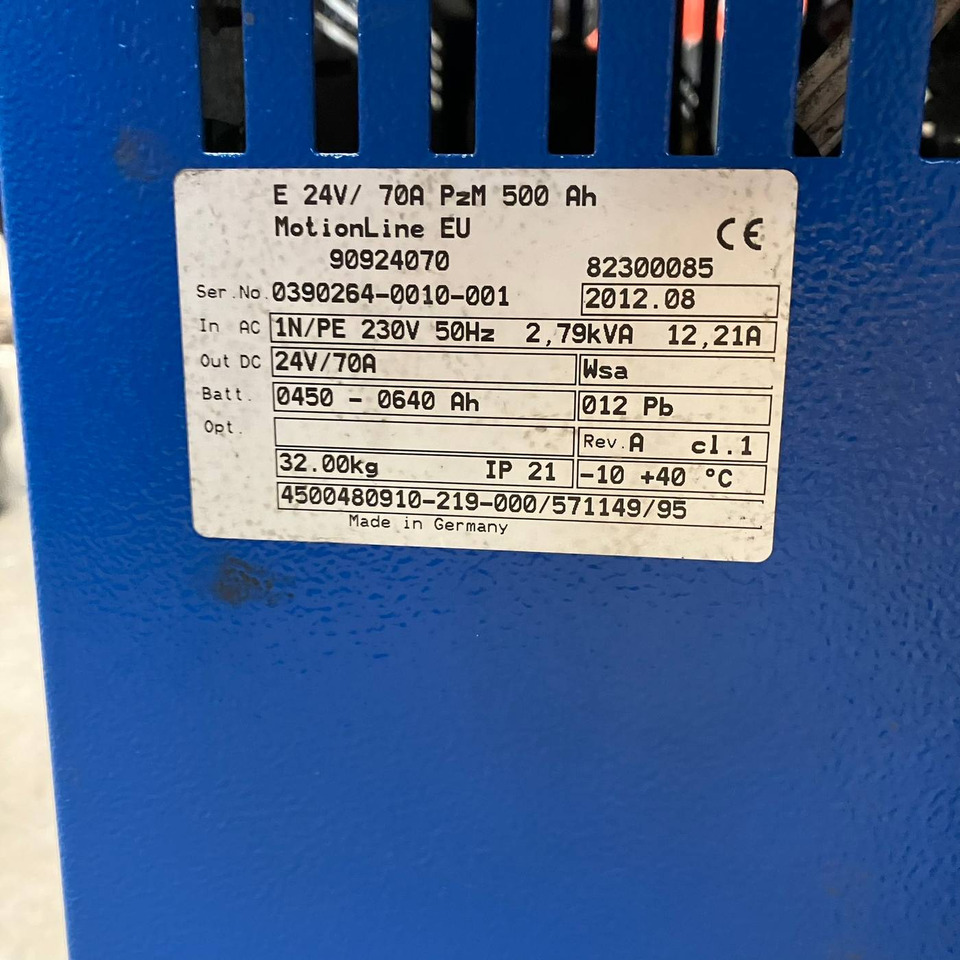 E 24V/ 70A PzM 500 Ah
MotionLine EU
CE
90924070 82300085
Ser.No. 0390264-0010-001 2012.08
In AC 1N/PE 230V 50Hz 2,79kVA 12,21A
Out DC 24V/70A Wsa
Batt. 0450 - 0640 Ah 012 Pb
Opt. Rev.A cl.1
32.00kg IP 21 -10 +40 °C
4500480910-219-000/571149/95
Made in Germany